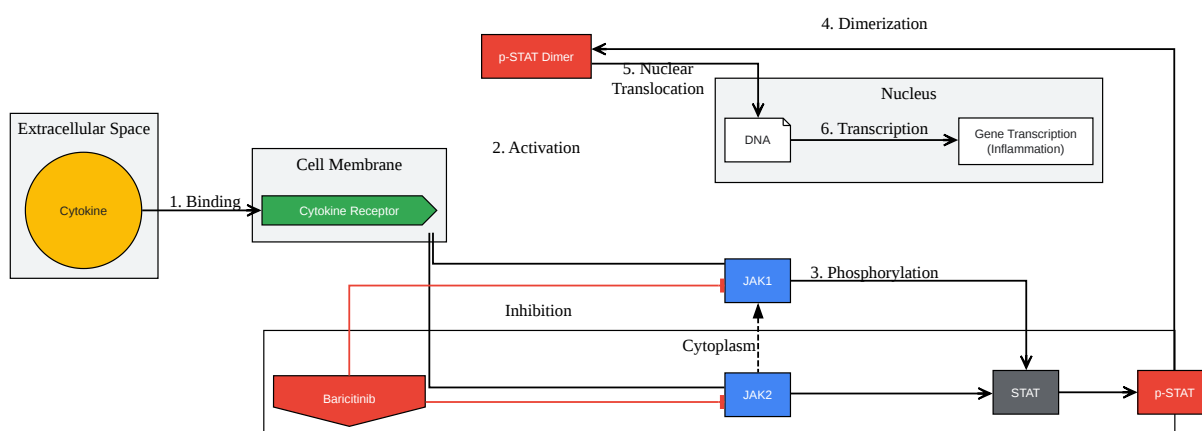 4. Dimerization
p-STAT Dimer
5. Nuclear
Translocation
Nucleus
Extracellular Space
DNA
6. Transcription
Gene Transcription
(Inflammation)
2. Activation
Cell Membrane
Cytokine
1. Binding
Cytokine Receptor
JAK1
3. Phosphorylation
Inhibition
Cytoplasm
Baricitinib
JAK2
STAT
p-STAT